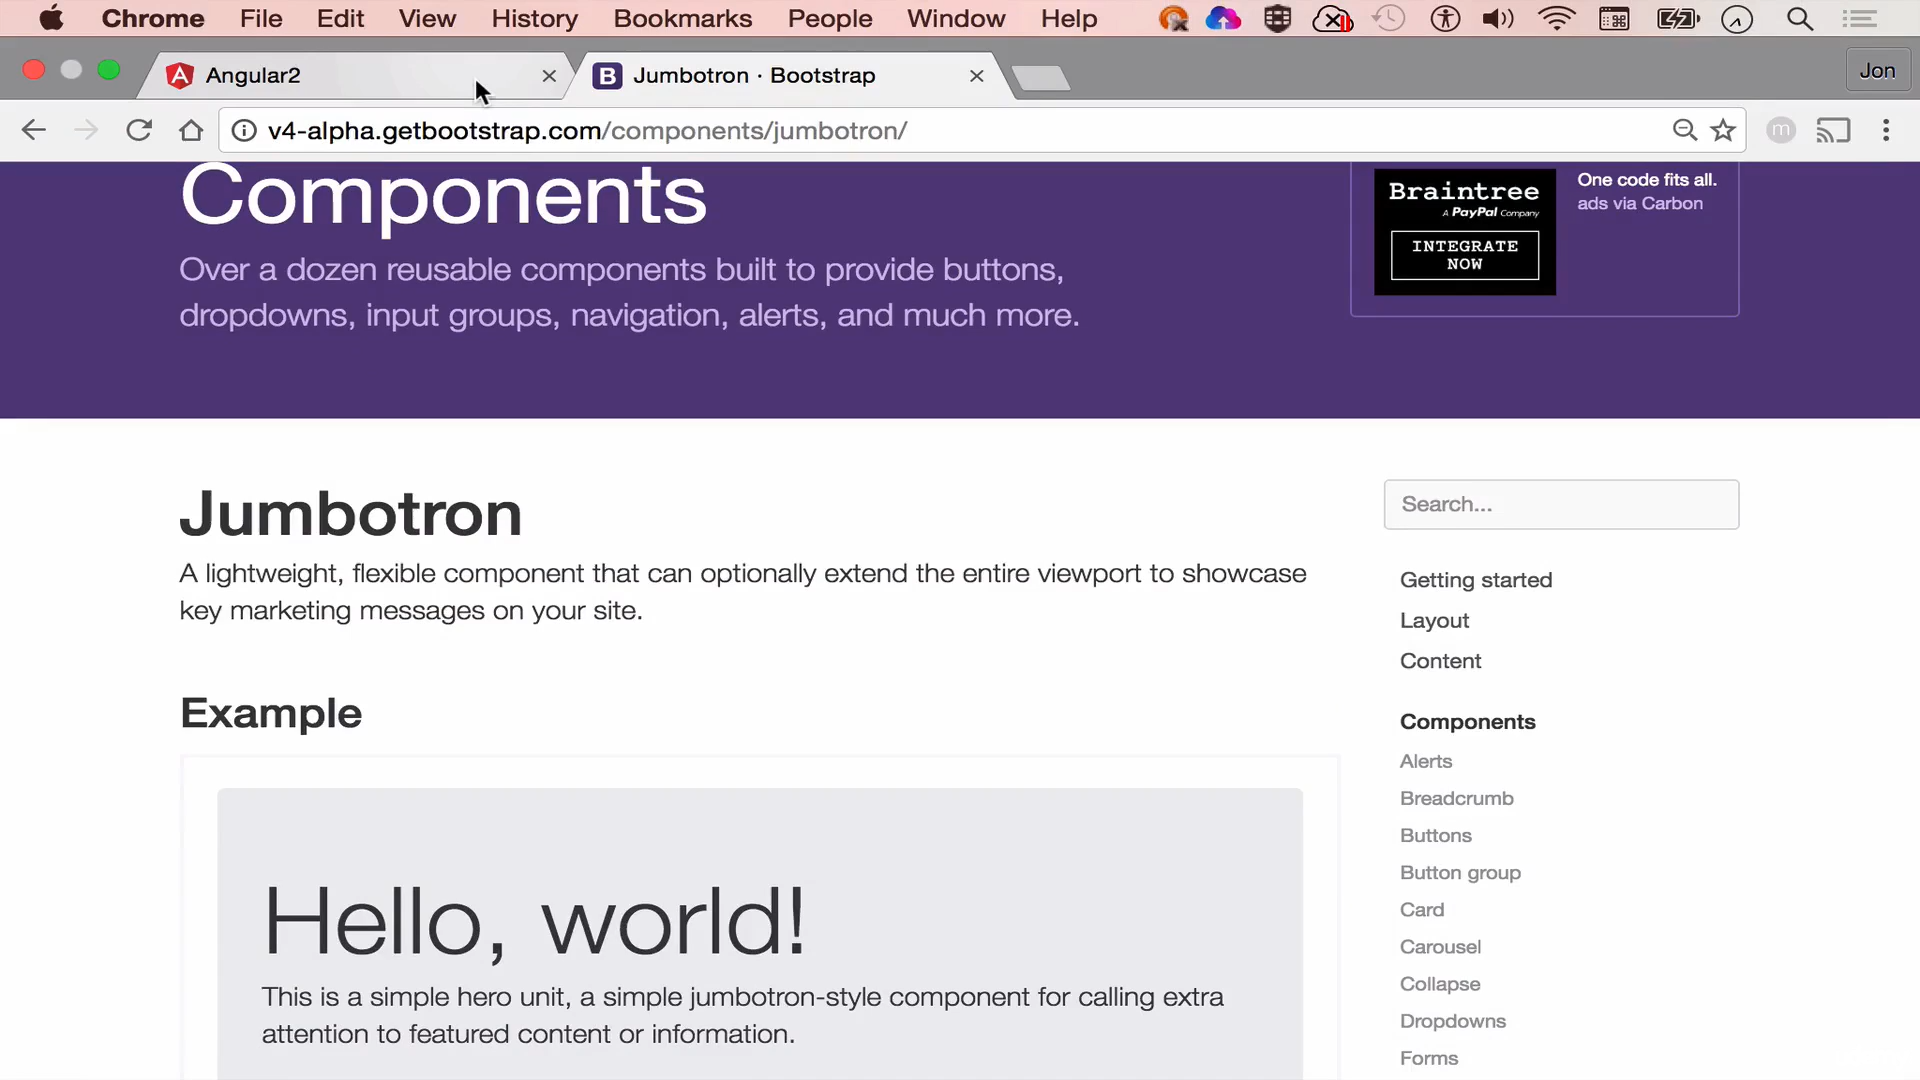 Chrome File Edit View History Bookmarks People Window Help
Angular2
Jumbotron · Bootstrap
Jon
v4-alpha.getbootstrap.com/components/jumbotron/
m
Components
Over a dozen reusable components built to provide buttons,
dropdowns, input groups, navigation, alerts, and much more.
Braintree
A PayPal Company
INTEGRATE
NOW
One code fits all.
ads via Carbon
Jumbotron
A lightweight, flexible component that can optionally extend the entire viewport to showcase
key marketing messages on your site.
Example
Hello, world!
This is a simple hero unit, a simple jumbotron-style component for calling extra
attention to featured content or information.
Search...
Getting started
Layout
Content
Components
Alerts
Breadcrumb
Buttons
Button group
Card
Carousel
Collapse
Dropdowns
Forms